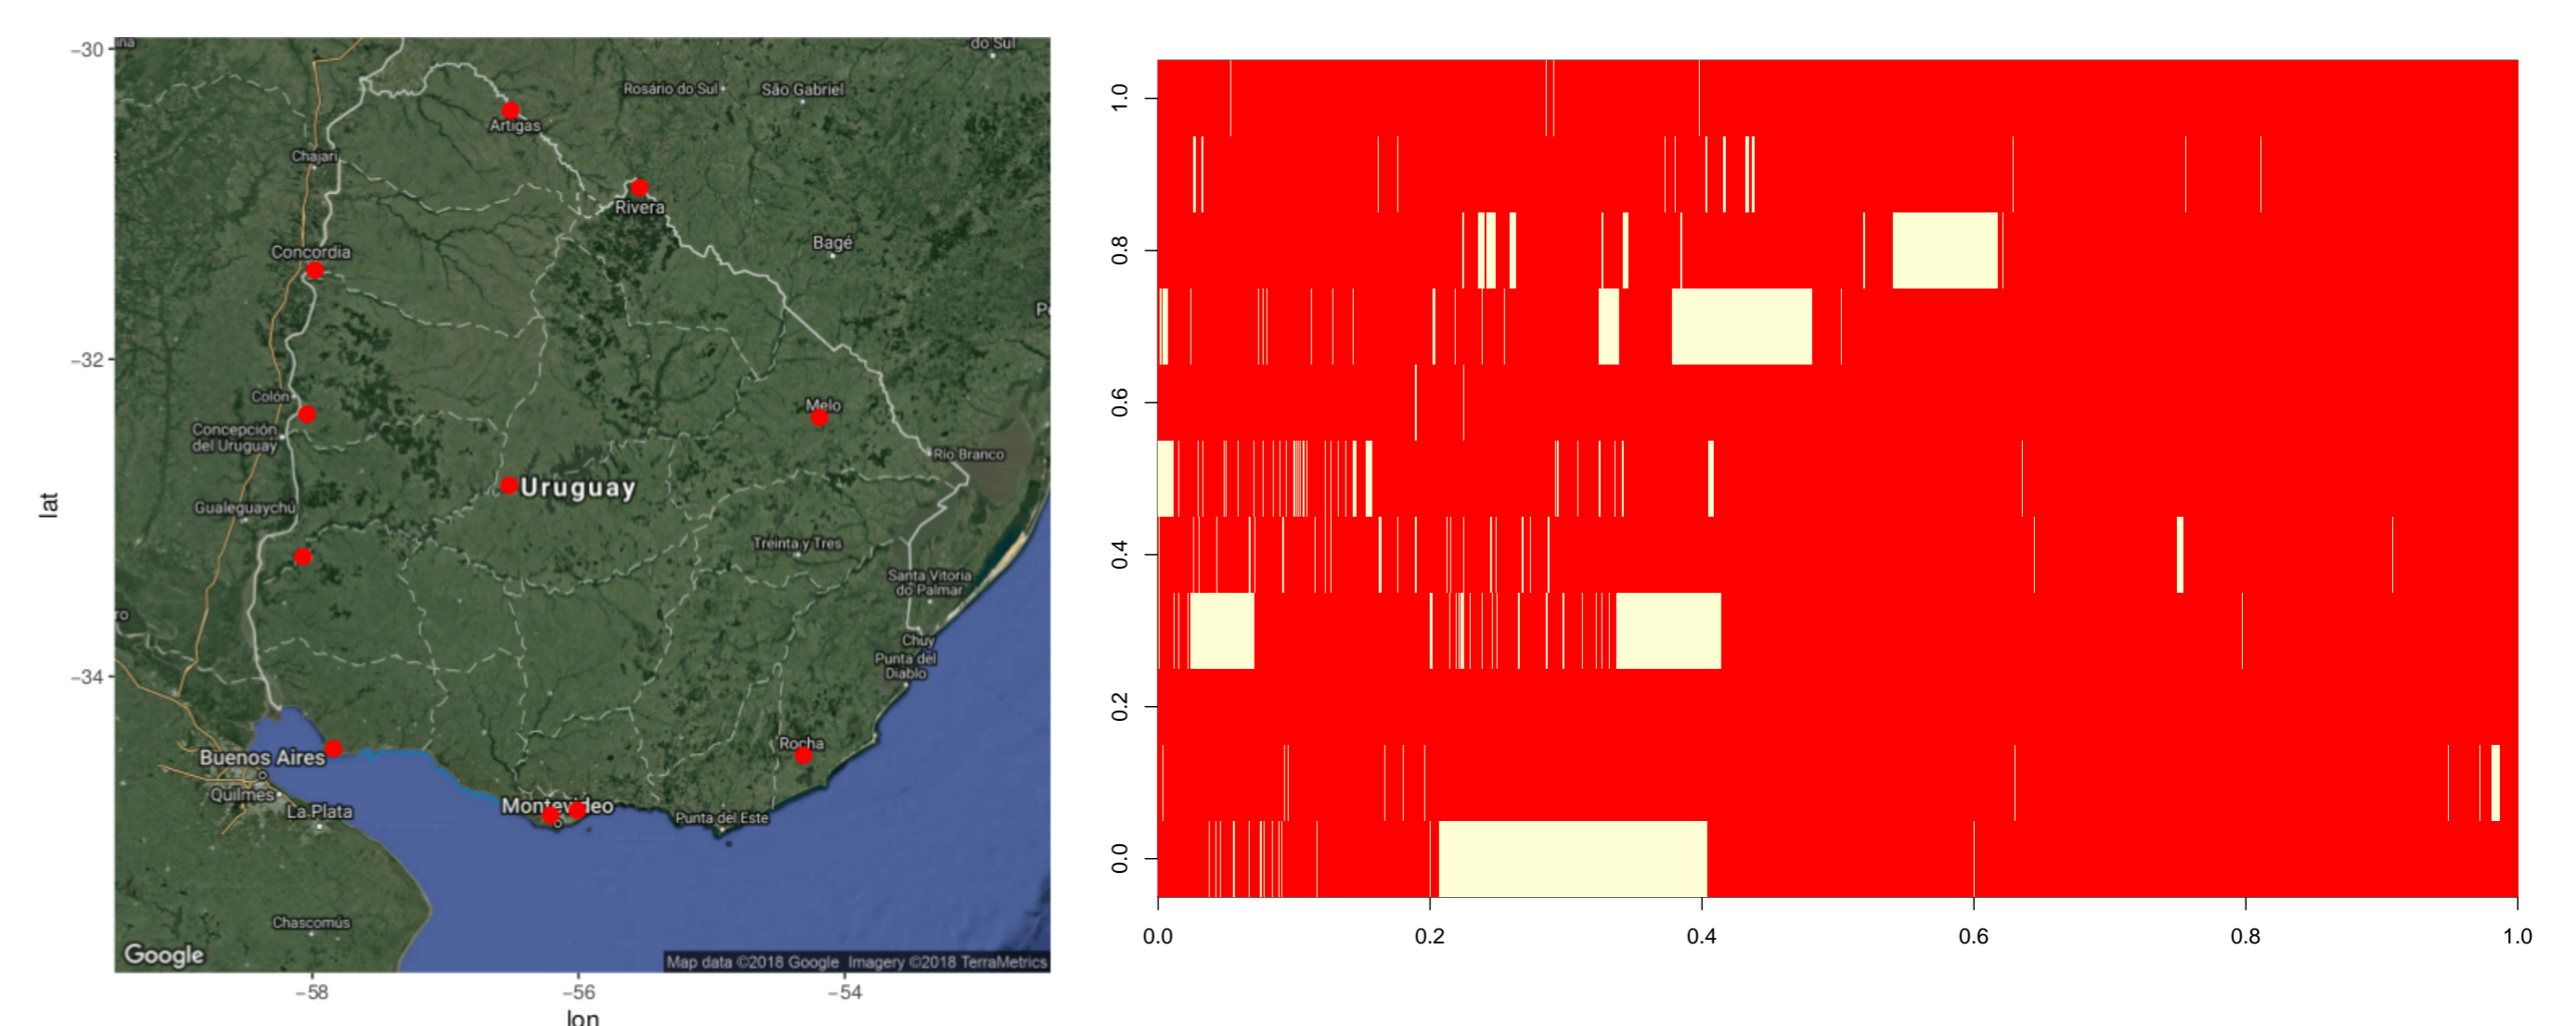 −30
ina
do Sul
Rosário do Sul
São Gabriel
Artigas
Chajarí
Rivera
Concordia
Bagé
−32
Colón
Melo
Concepción
del Uruguay
Río Branco
Uruguay
Gualeguaychú
lat
Treinta y Tres
Santa Vitoria
do Palmar
ro
Chuy
Punta del
Diablo
−34
Rocha
Buenos Aires
Quilmes
Montevideo
La Plata
Punta del Este
Chascomús
Google
Map data ©2018 Google Imagery ©2018 TerraMetrics
−58
−56
−54
lon
1.0
0.8
0.6
0.4
0.2
0.0
0.0
0.2
0.4
0.6
0.8
1.0